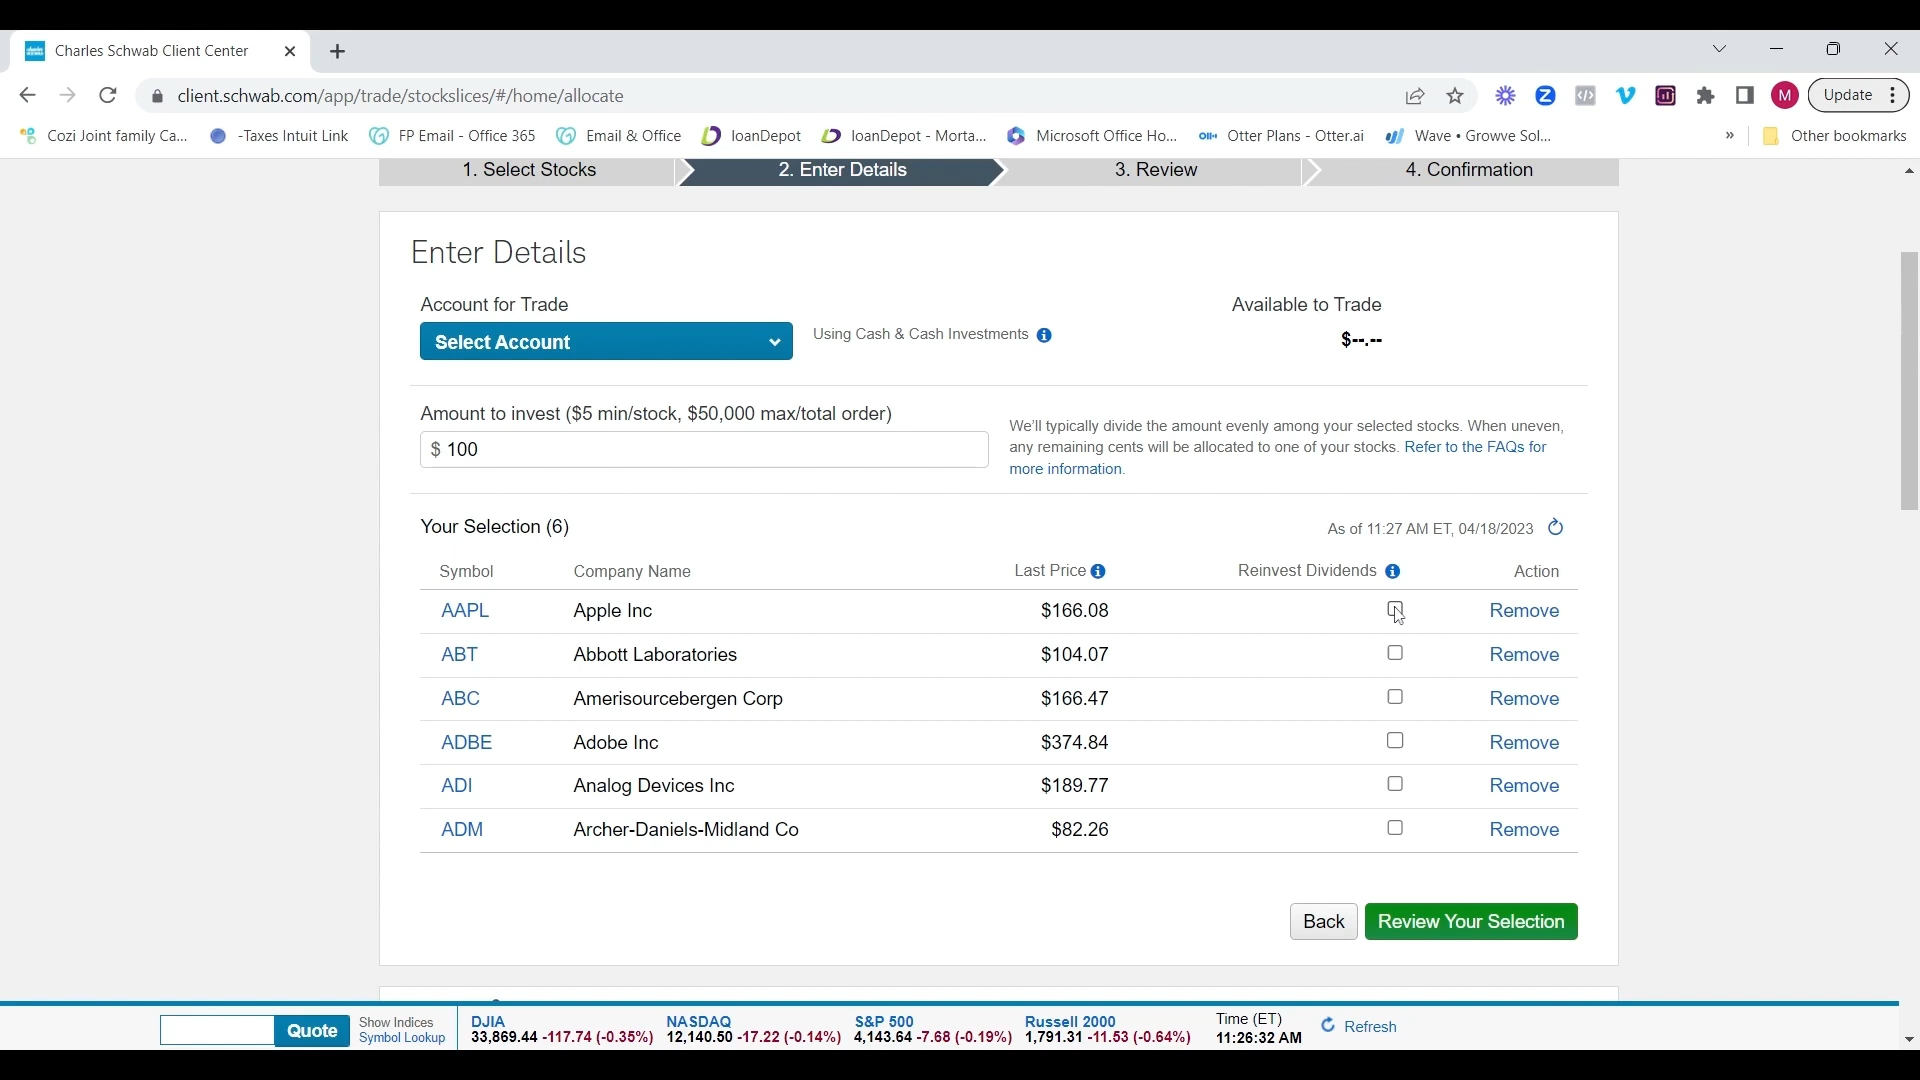 Charles Schwab Client Center
client.schwab.com/app/trade/stockslices/#/home/allocate
M
Update
Cozi Joint family Ca...
-Taxes Intuit Link
FP Email - Office 365
Email & Office
loanDepot
loanDepot - Morta...
Microsoft Office Ho...
Otter Plans - Otter.ai
Wave • Growve Sol...
»
Other bookmarks
1. Select Stocks
2. Enter Details
3. Review
4. Confirmation
Enter Details
Account for Trade
Available to Trade
Select Account
Using Cash & Cash Investments
$--.--
Amount to invest ($5 min/stock, $50,000 max/total order)
$ 100
We'll typically divide the amount evenly among your selected stocks. When uneven,
any remaining cents will be allocated to one of your stocks. Refer to the FAQs for
more information.
Your Selection (6)
As of 11:27 AM ET, 04/18/2023
Symbol Company Name Last Price Reinvest Dividends Action
AAPL Apple Inc $166.08 Remove
ABT Abbott Laboratories $104.07 Remove
ABC Amerisourcebergen Corp $166.47 Remove
ADBE Adobe Inc $374.84 Remove
ADI Analog Devices Inc $189.77 Remove
ADM Archer-Daniels-Midland Co $82.26 Remove
Back
Review Your Selection
Quote
Show Indices
Symbol Lookup
DJIA
33,869.44 -117.74 (-0.35%)
NASDAQ
12,140.50 -17.22 (-0.14%)
S&P 500
4,143.64 -7.68 (-0.19%)
Russell 2000
1,791.31 -11.53 (-0.64%)
Time (ET)
11:26:32 AM
Refresh